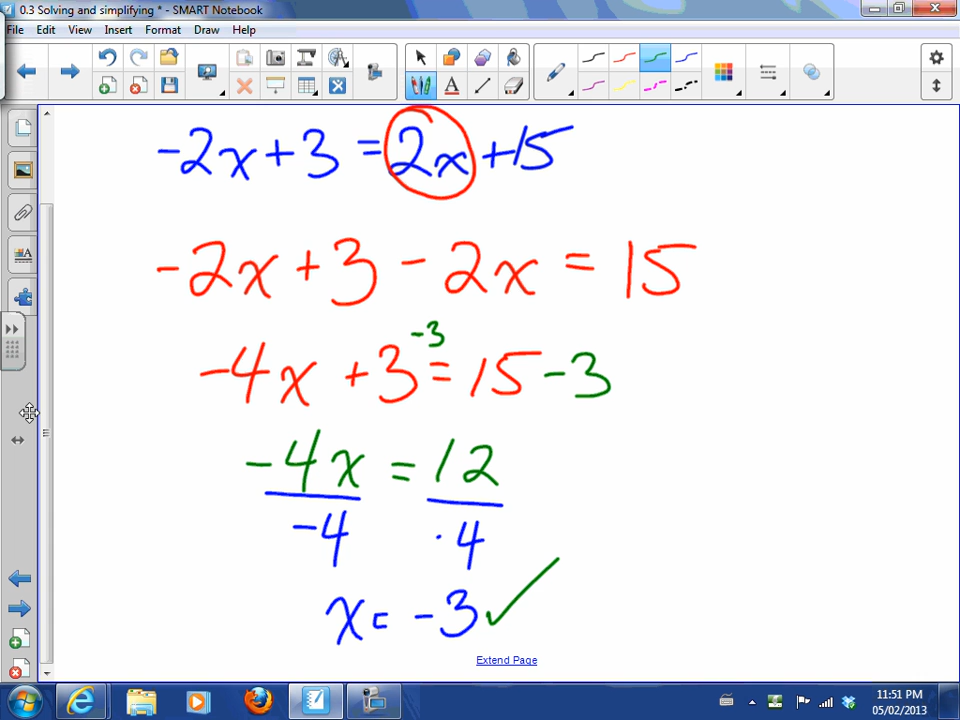 0.3 Solving and simplifying * - SMART Notebook
File Edit View Insert Format Draw Help
-2x+3 = 2x +15
-2x+3 - 2x = 15
-3
-4x +3 = 15 -3
-4x = 12
-4 ·4
x = -3 ✓
Extend Page
11:51 PM
05/02/2013